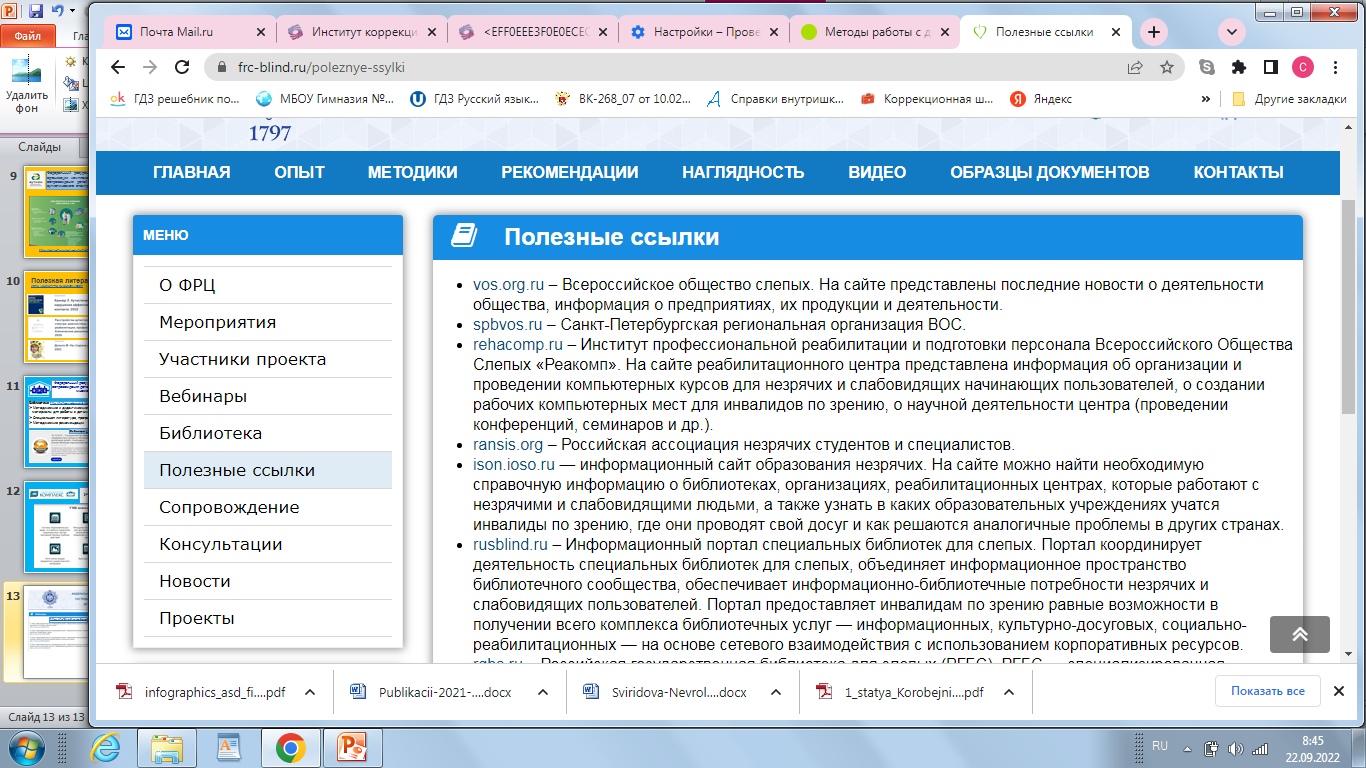 Файл
Удалить
фон
Слайды
9
10
Полезная литера
11
12
13
Слайд 13 из 13
Почта Mail.ru
Институт коррекци
<EFF0EEE3F0E0ECEC
Настройки – Прове
Методы работы с д
Полезные ссылки
frc-blind.ru/poleznye-ssylki
С
ГДЗ решебник по...
МБОУ Гимназия №...
ГДЗ Русский язык...
ВК-268_07 от 10.02...
Справки внутришк...
Коррекционная ш...
Яндекс
»
Другие закладки
1797
ГЛАВНАЯ ОПЫТ МЕТОДИКИ РЕКОМЕНДАЦИИ НАГЛЯДНОСТЬ ВИДЕО ОБРАЗЦЫ ДОКУМЕНТОВ КОНТАКТЫ
МЕНЮ
О ФРЦ
Мероприятия
Участники проекта
Вебинары
Библиотека
Полезные ссылки
Сопровождение
Консультации
Новости
Проекты
Полезные ссылки
• vos.org.ru – Всероссийское общество слепых. На сайте представлены последние новости о деятельности
общества, информация о предприятиях, их продукции и деятельности.
• spbvos.ru – Санкт-Петербургская региональная организация ВОС.
• rehacomp.ru – Институт профессиональной реабилитации и подготовки персонала Всероссийского Общества
Слепых «Реакомп». На сайте реабилитационного центра представлена информация об организации и
проведении компьютерных курсов для незрячих и слабовидящих начинающих пользователей, о создании
рабочих компьютерных мест для инвалидов по зрению, о научной деятельности центра (проведении
конференций, семинаров и др.).
• ransis.org – Российская ассоциация незрячих студентов и специалистов.
• ison.ioso.ru — информационный сайт образования незрячих. На сайте можно найти необходимую
справочную информацию о библиотеках, организациях, реабилитационных центрах, которые работают с
незрячими и слабовидящими людьми, а также узнать в каких образовательных учреждениях учатся
инвалиды по зрению, где они проводят свой досуг и как решаются аналогичные проблемы в других странах.
• rusblind.ru – Информационный портал специальных библиотек для слепых. Портал координирует
деятельность специальных библиотек для слепых, объединяет информационное пространство
библиотечного сообщества, обеспечивает информационно-библиотечные потребности незрячих и
слабовидящих пользователей. Портал предоставляет инвалидам по зрению равные возможности в
получении всего комплекса библиотечных услуг — информационных, культурно-досуговых, социально-
реабилитационных — на основе сетевого взаимодействия с использованием корпоративных ресурсов.
infographics_asd_fi....pdf
Publikacii-2021-....docx
Sviridova-Nevrol....docx
1_statya_Korobejni....pdf
Показать все
RU
8:45
22.09.2022